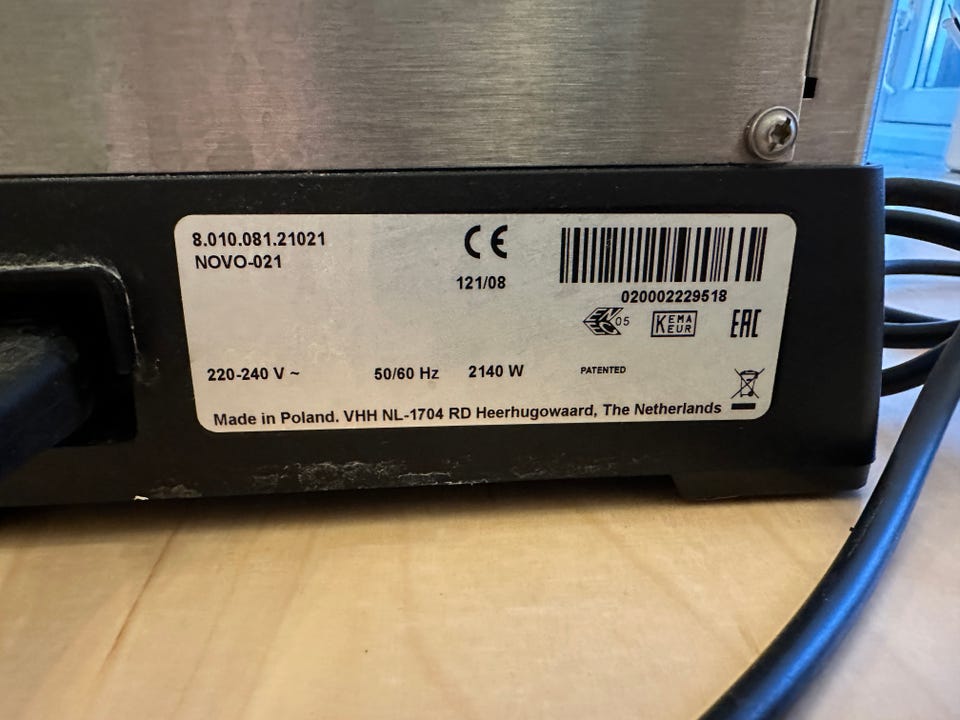 8.010.081.21021
NOVO-021
CE
121/08
020002229518
05
KEMA
EUR
EAC
220-240 V ~ 50/60 Hz 2140 W
PATENTED
Made in Poland. VHH NL-1704 RD Heerhugowaard, The Netherlands